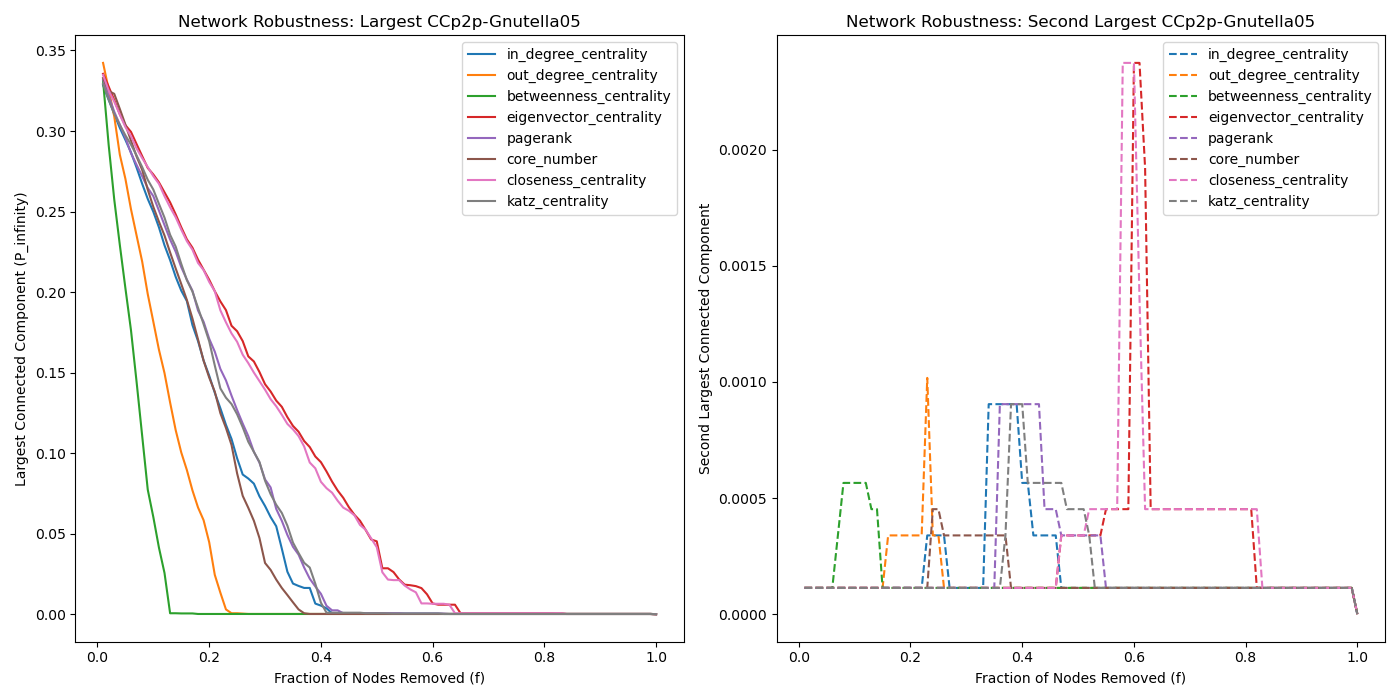 Network Robustness: Largest CCp2p-Gnutella05
Largest Connected Component (P_infinity)
0.35
0.30
0.25
0.20
0.15
0.10
0.05
0.00
0.0
0.2
0.4
0.6
0.8
1.0
Fraction of Nodes Removed (f)
in_degree_centrality
out_degree_centrality
betweenness_centrality
eigenvector_centrality
pagerank
core_number
closeness_centrality
katz_centrality
Network Robustness: Second Largest CCp2p-Gnutella05
Second Largest Connected Component
0.0020
0.0015
0.0010
0.0005
0.0000
0.0
0.2
0.4
0.6
0.8
1.0
Fraction of Nodes Removed (f)
in_degree_centrality
out_degree_centrality
betweenness_centrality
eigenvector_centrality
pagerank
core_number
closeness_centrality
katz_centrality